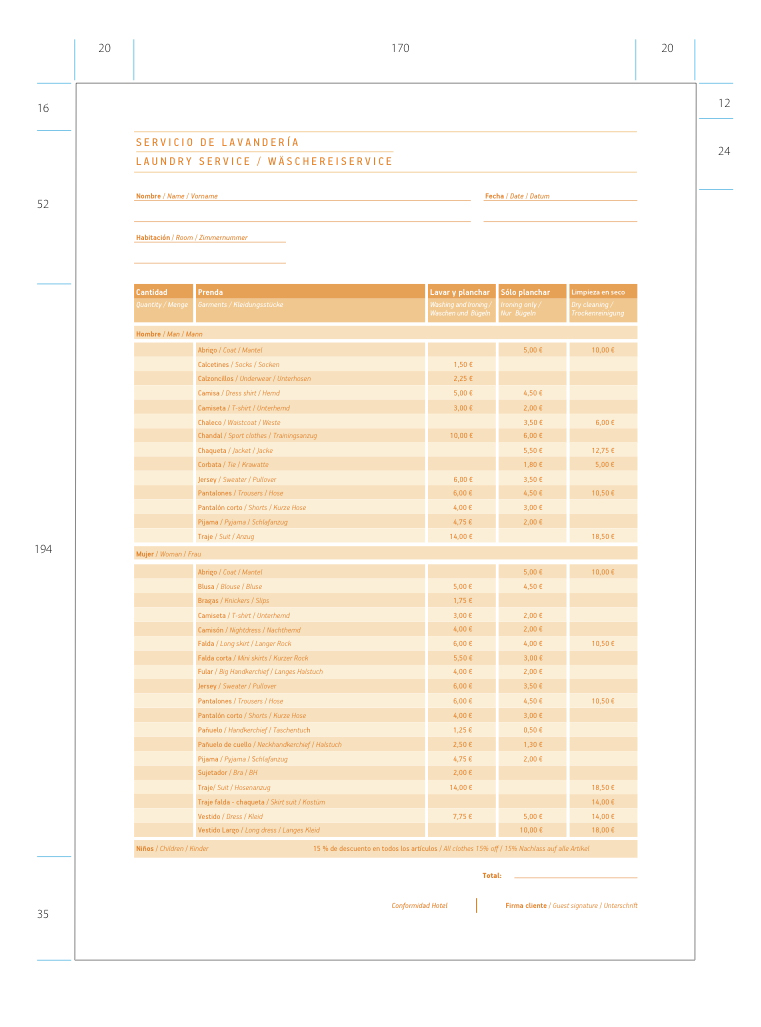 20 170 20
16 12
24
52
194
35
SERVICIO DE LAVANDERÍA
LAUNDRY SERVICE / WÄSCHEREISERVICE
Nombre / Name / Vorname Fecha / Date / Datum
Habitación / Room / Zimmernummer
Cantidad Prenda Lavar y planchar Sólo planchar Limpieza en seco
Quantity / Menge Garments / Kleidungsstücke Washing and Ironing / Ironing only / Dry cleaning /
Waschen und Bügeln Nur Bügeln Trockenreinigung
Hombre / Man / Mann
Abrigo / Coat / Mantel 5,00 € 10,00 €
Calcetines / Socks / Socken 1,50 €
Calzoncillos / Underwear / Unterhosen 2,25 €
Camisa / Dress shirt / Hemd 5,00 € 4,50 €
Camiseta / T-shirt / Unterhemd 3,00 € 2,00 €
Chaleco / Waistcoat / Weste 3,50 € 6,00 €
Chandal / Sport clothes / Trainingsanzug 10,00 € 6,00 €
Chaqueta / Jacket / Jacke 5,50 € 12,75 €
Corbata / Tie / Krawatte 1,80 € 5,00 €
Jersey / Sweater / Pullover 6,00 € 3,50 €
Pantalones / Trousers / Hose 6,00 € 4,50 € 10,50 €
Pantalón corto / Shorts / Kurze Hose 4,00 € 3,00 €
Pijama / Pyjama / Schlafanzug 4,75 € 2,00 €
Traje / Suit / Anzug 14,00 € 18,50 €
Mujer / Woman / Frau
Abrigo / Coat / Mantel 5,00 € 10,00 €
Blusa / Blouse / Bluse 5,00 € 4,50 €
Bragas / Knickers / Slips 1,75 €
Camiseta / T-shirt / Unterhemd 3,00 € 2,00 €
Camisón / Nightdress / Nachthemd 4,00 € 2,00 €
Falda / Long skirt / Langer Rock 6,00 € 4,00 € 10,50 €
Falda corta / Mini skirts / Kurzer Rock 5,50 € 3,00 €
Fular / Big Handkerchief / Langes Halstuch 4,00 € 2,00 €
Jersey / Sweater / Pullover 6,00 € 3,50 €
Pantalones / Trousers / Hose 6,00 € 4,50 € 10,50 €
Pantalón corto / Shorts / Kurze Hose 4,00 € 3,00 €
Pañuelo / Handkerchief / Taschentuch 1,25 € 0,50 €
Pañuelo de cuello / Neckhandkerchief / Halstuch 2,50 € 1,30 €
Pijama / Pyjama / Schlafanzug 4,75 € 2,00 €
Sujetador / Bra / BH 2,00 €
Traje/ Suit / Hosenanzug 14,00 € 18,50 €
Traje falda - chaqueta / Skirt suit / Kostüm 14,00 €
Vestido / Dress / Kleid 7,75 € 5,00 € 14,00 €
Vestido Largo / Long dress / Langes Kleid 10,00 € 18,00 €
Niños / Children / Kinder 15 % de descuento en todos los artículos / All clothes 15% off / 15% Nachlass auf alle Artikel
Total:
Conformidad Hotel Firma cliente / Guest signature / Unterschrift